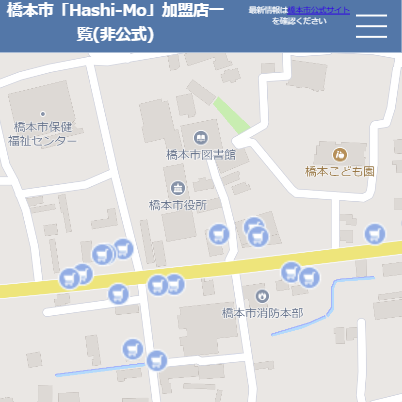 橋本市「Hashi-Mo」加盟店一
覧(非公式)
最新情報は橋本市公式サイト
を確認ください
橋本市保健
福祉センター
橋本市図書館
橋本こども園
橋本市役所
橋本市消防本部